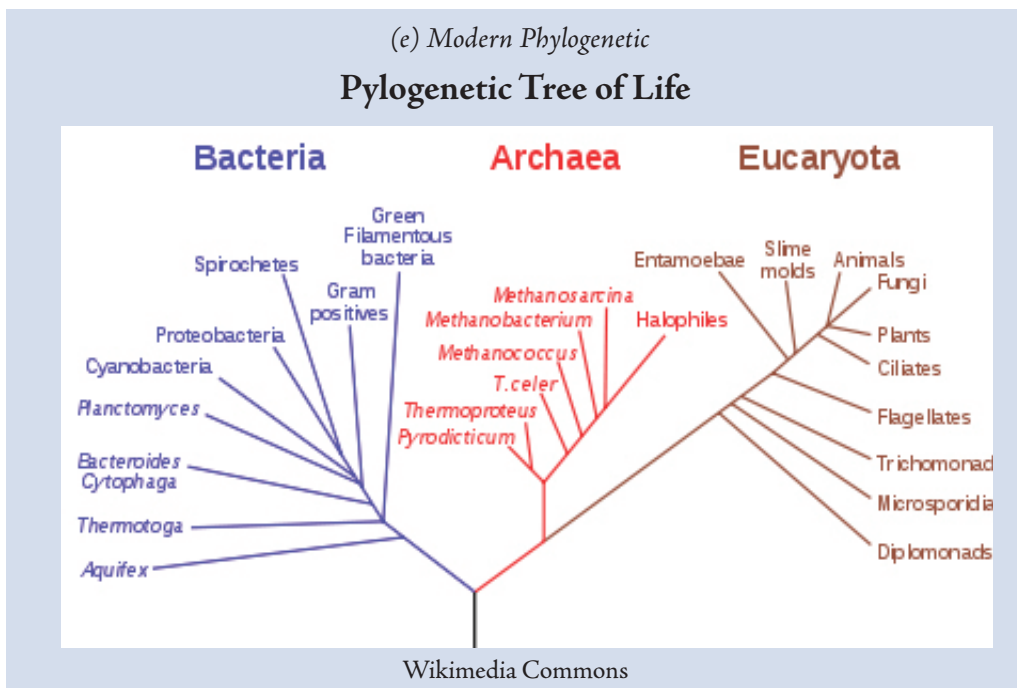 (e) Modern Phylogenetic
Pylogenetic Tree of Life
Bacteria
Archaea
Eucaryota
Green
Filamentous
bacteria
Spirochetes
Gram
positives
Proteobacteria
Cyanobacteria
Planctomyces
Bacteroides
Cytophaga
Thermotoga
Aquifex
Methanosarcina
Methanobacterium
Halophiles
Methanococcus
T.celer
Thermoproteus
Pyrodicticum
Entamoebae
Slime
molds
Animals
Fungi
Plants
Ciliates
Flagellates
Trichomonad
Microsporidia
Diplomonads
Wikimedia Commons